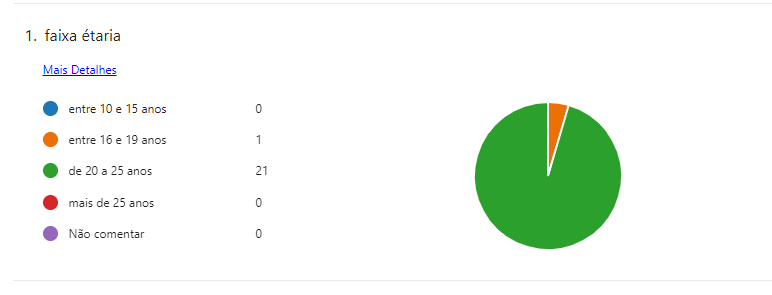 1. faixa étaria
Mais Detalhes
entre 10 e 15 anos 0
entre 16 e 19 anos 1
de 20 a 25 anos 21
mais de 25 anos 0
Não comentar 0